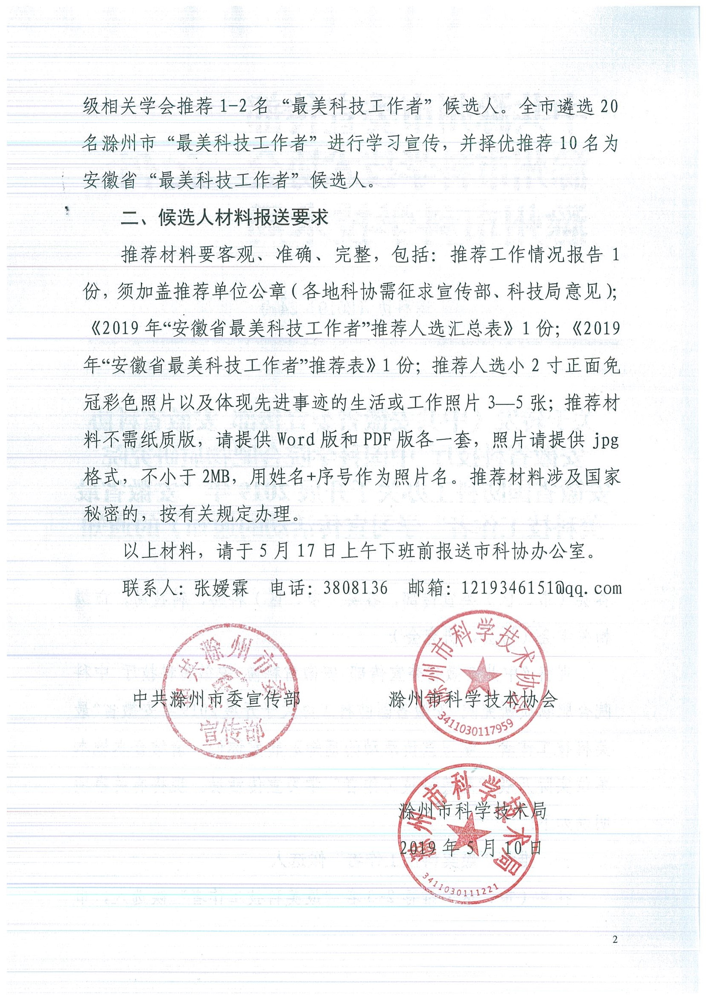 级相关学会推荐 1-2 名“最美科技工作者”候选人。全市遴选 20
名滁州市“最美科技工作者”进行学习宣传，并择优推荐 10 名为
安徽省“最美科技工作者”候选人。
二、候选人材料报送要求
推荐材料要客观、准确、完整，包括：推荐工作情况报告 1
份，须加盖推荐单位公章（各地科协需征求宣传部、科技局意见）；
《2019 年“安徽省最美科技工作者”推荐人选汇总表》1 份；《2019
年“安徽省最美科技工作者”推荐表》1 份；推荐人选小 2 寸正面免
冠彩色照片以及体现先进事迹的生活或工作照片 3—5 张；推荐材
料不需纸质版，请提供 Word 版和 PDF 版各一套，照片请提供 jpg
格式，不小于 2MB，用姓名+序号作为照片名。推荐材料涉及国家
秘密的，按有关规定办理。
以上材料，请于 5 月 17 日上午下班前报送市科协办公室。
联系人：张嫒霖 电话：3808136 邮箱：1219346151@qq.com
中共滁州市委
宣传部
中共滁州市委宣传部
滁州市科学技术协会
3411030117959
滁州市科学技术协会
滁州市科学技术局
3411030111221
滁州市科学技术局
2019 年 5 月 10 日
2